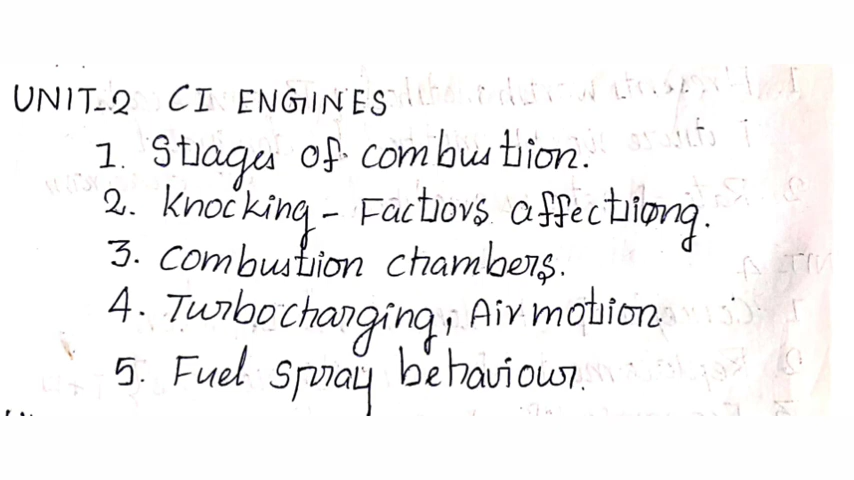 UNIT-2 CI ENGINES
1. Stages of combustion.
2. Knocking - Factors affectiong.
3. Combustion chambers.
4. Turbocharging, Air motion
5. Fuel spray behaviour.